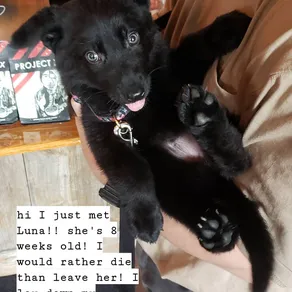 PROJECT
hi I just met
Luna!! she's 8
weeks old! I
would rather die
than leave her! I